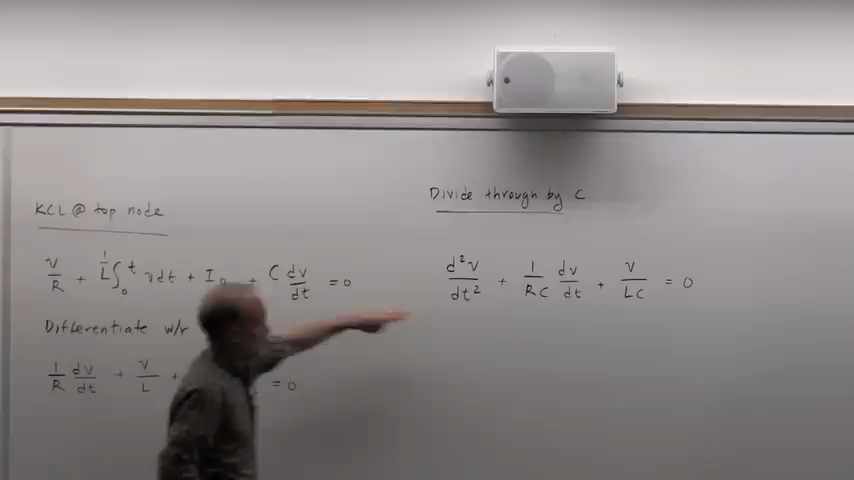 KCL @ top node
v/R + 1/L ∫₀ᵗ v dt + I₀ + C dv/dt = 0
Differentiate w/r
1/R dv/dt + v/L + = 0
Divide through by C
d²v/dt² + 1/RC dv/dt + v/LC = 0